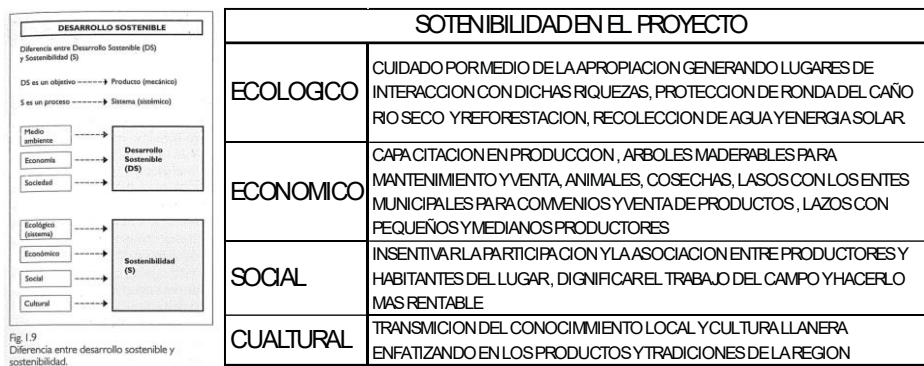 DESARROLLO SOSTENIBLE
Diferencia entre Desarrollo Sostenible (DS)
y Sostenibilidad (S)
DS es un objetivo Producto (mecánico)
S es un proceso Sistema (sistémico)
Medio
ambiente
Economía
Sociedad
Desarrollo
Sostenible
(DS)
Ecológico
(sistema)
Económico
Social
Cultural
Sostenibilidad
(S)
Fig. 1.9
Diferencia entre desarrollo sostenible y
sostenibilidad.
SOTENIBILIDAD EN EL PROYECTO
ECOLOGICO
CUIDADO POR MEDIO DE LA APROPIACION GENERANDO LUGARES DE
INTERACCION CON DICHAS RIQUEZAS, PROTECCION DE RONDA DEL CAÑO
RIO SECO Y REFORESTACION, RECOLECCION DE AGUA Y ENERGIA SOLAR.
ECONOMICO
CAPACITACION EN PRODUCCION , ARBOLES MADERABLES PARA
MANTENIMIENTO Y VENTA, ANIMALES, COSECHAS, LASOS CON LOS ENTES
MUNICIPALES PARA COMVENIOS Y VENTA DE PRODUCTOS , LAZOS CON
PEQUEÑOS Y MEDIANOS PRODUCTORES
SOCIAL
INSENTIVAR LA PARTICIPACION Y LA ASOCIACION ENTRE PRODUCTORES Y
HABITANTES DEL LUGAR, DIGNIFICAR EL TRABAJO DEL CAMPO Y HACERLO
MAS RENTABLE
CUALTURAL
TRANSMICION DEL CONOCIMMIENTO LOCAL Y CULTURA LLANERA
ENFATIZANDO EN LOS PRODUCTOS Y TRADICIONES DE LA REGION